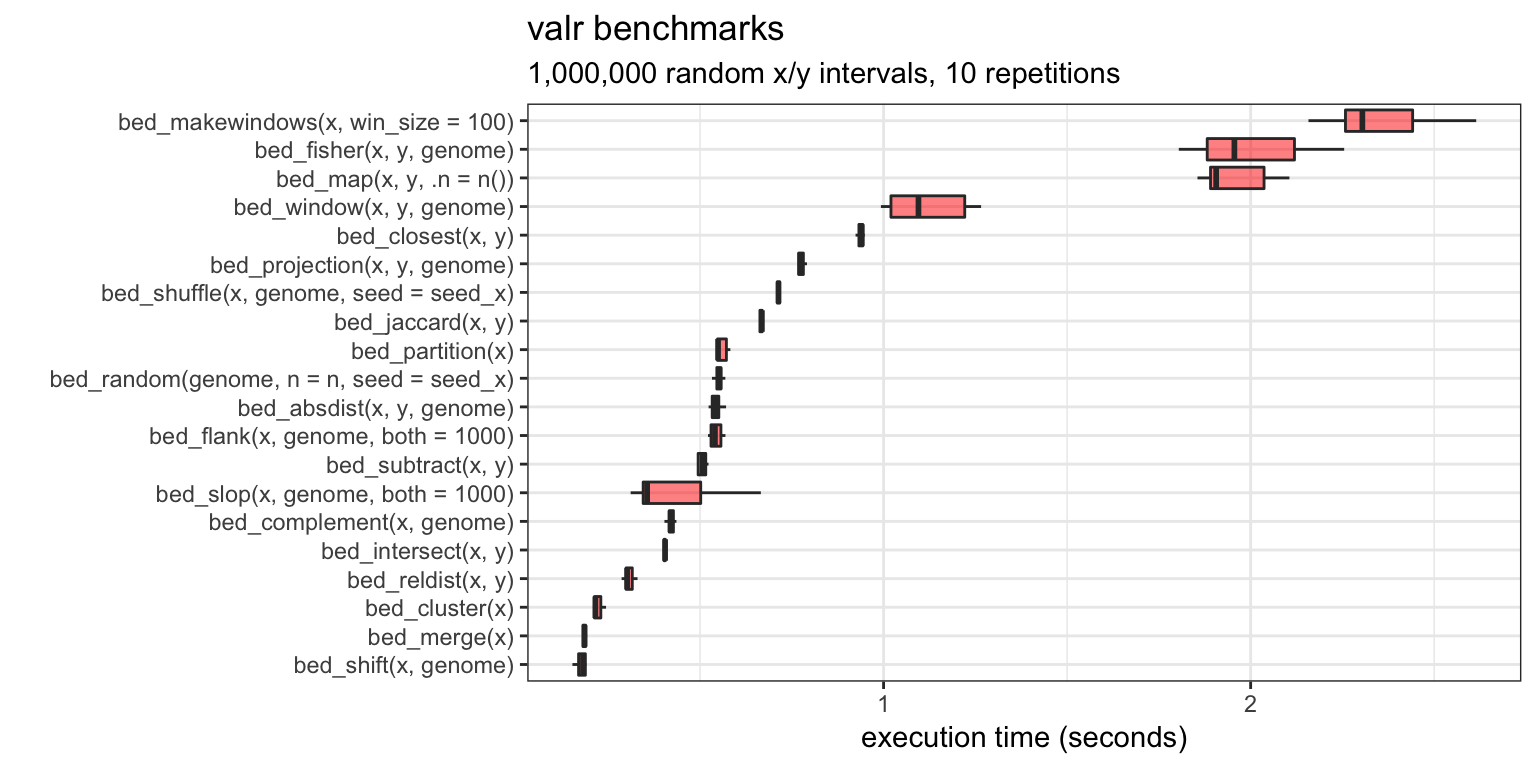 valr benchmarks
1,000,000 random x/y intervals, 10 repetitions
bed_makewindows(x, win_size = 100)
bed_fisher(x, y, genome)
bed_map(x, y, .n = n())
bed_window(x, y, genome)
bed_closest(x, y)
bed_projection(x, y, genome)
bed_shuffle(x, genome, seed = seed_x)
bed_jaccard(x, y)
bed_partition(x)
bed_random(genome, n = n, seed = seed_x)
bed_absdist(x, y, genome)
bed_flank(x, genome, both = 1000)
bed_subtract(x, y)
bed_slop(x, genome, both = 1000)
bed_complement(x, genome)
bed_intersect(x, y)
bed_reldist(x, y)
bed_cluster(x)
bed_merge(x)
bed_shift(x, genome)
1 2
execution time (seconds)